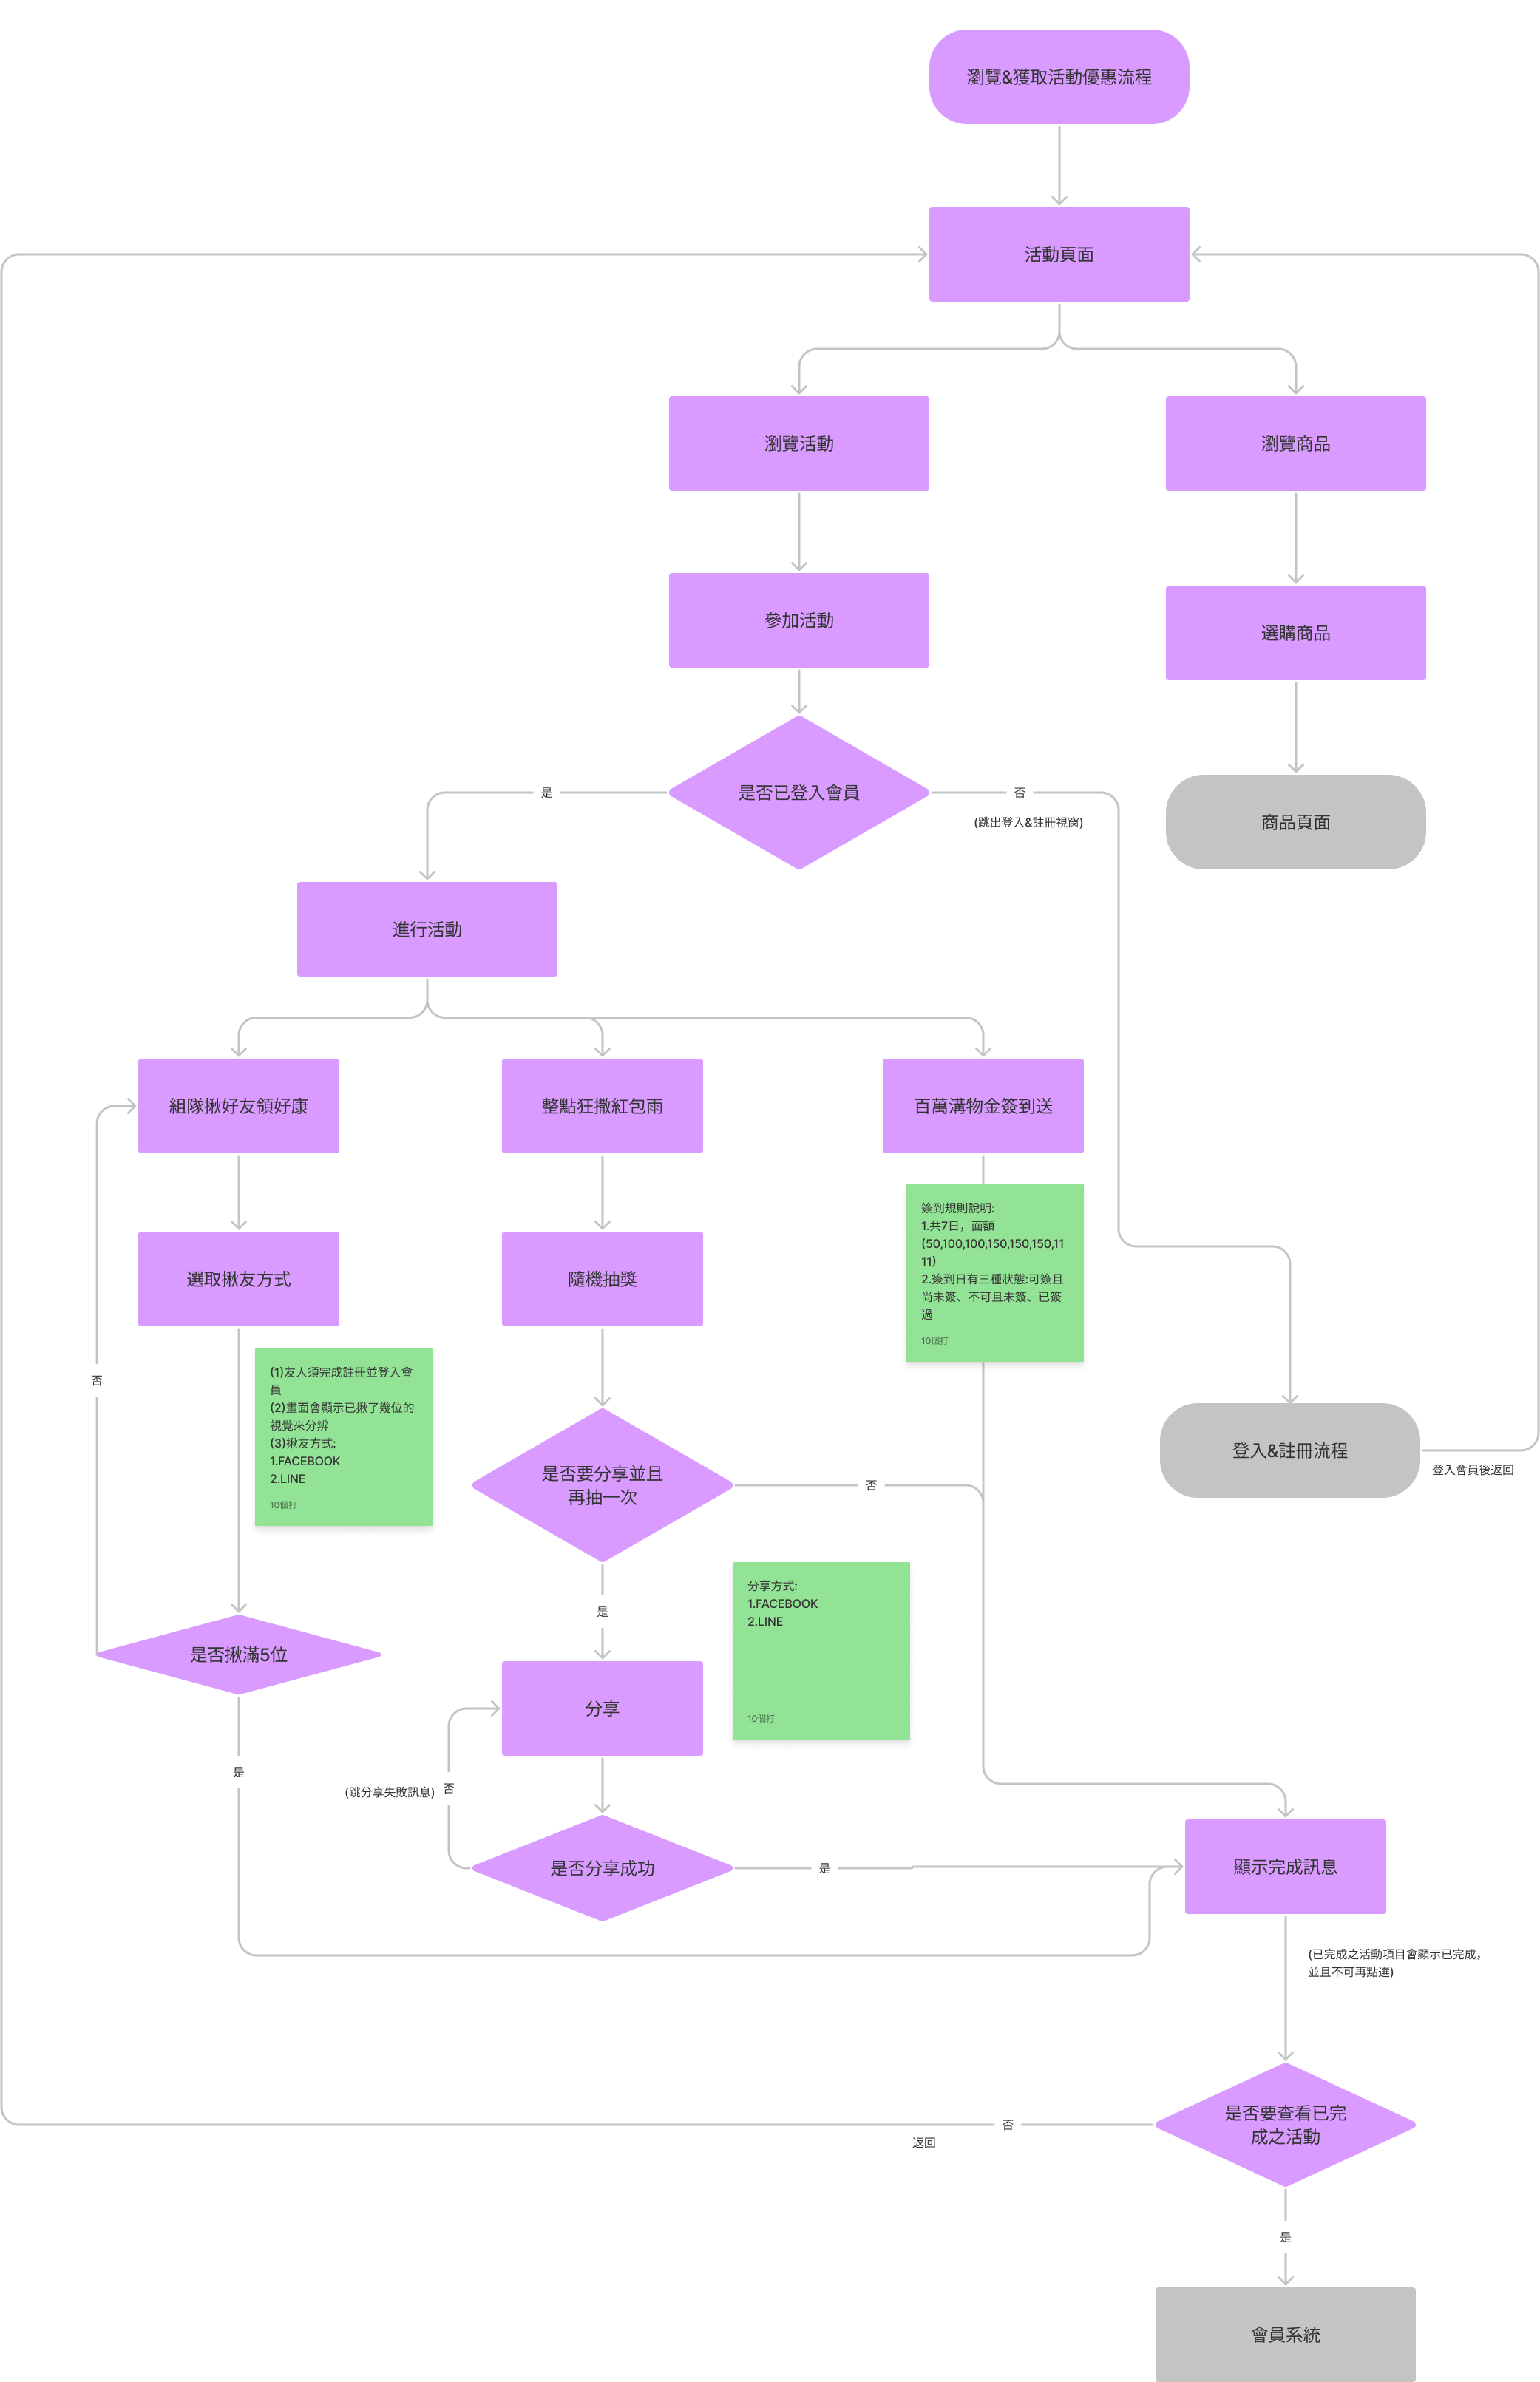 瀏覽&獲取活動優惠流程
活動頁面
瀏覽活動
瀏覽商品
參加活動
選購商品
是否已登入會員
是
否
(跳出登入&註冊視窗)
商品頁面
進行活動
組隊揪好友領好康
整點狂撒紅包雨
百萬溝物金簽到送
簽到規則說明:
1.共7日，面額
(50,100,100,150,150,150,11
11)
2.簽到日有三種狀態:可簽且
尚未簽、不可且未簽、已簽
過
10個打
選取揪友方式
隨機抽獎
(1)友人須完成註冊並登入會
員
(2)畫面會顯示已揪了幾位的
視覺來分辨
(3)揪友方式:
1.FACEBOOK
2.LINE
10個打
否
是否要分享並且
再抽一次
否
登入&註冊流程
登入會員後返回
是
分享方式:
1.FACEBOOK
2.LINE
10個打
是否揪滿5位
分享
是
(跳分享失敗訊息)
否
是否分享成功
是
顯示完成訊息
(已完成之活動項目會顯示已完成，
並且不可再點選)
是否要查看已完
成之活動
否
返回
是
會員系統